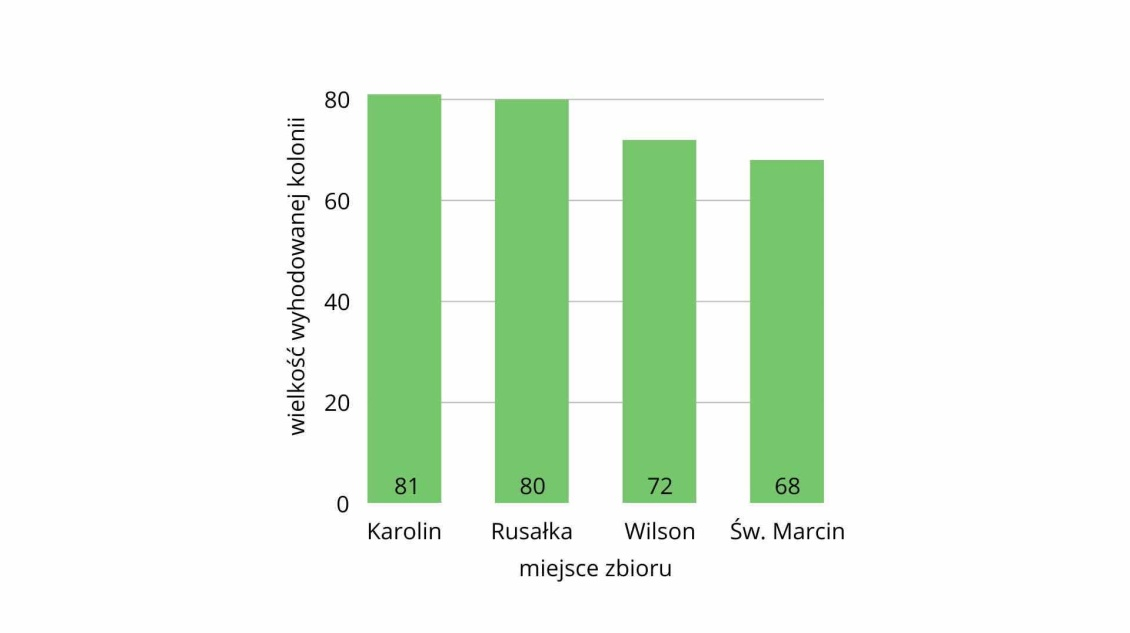 wielkość wyhodowanej kolonii
80
60
40
20
0
81
80
72
68
Karolin
Rusałka
Wilson
Św. Marcin
miejsce zbioru